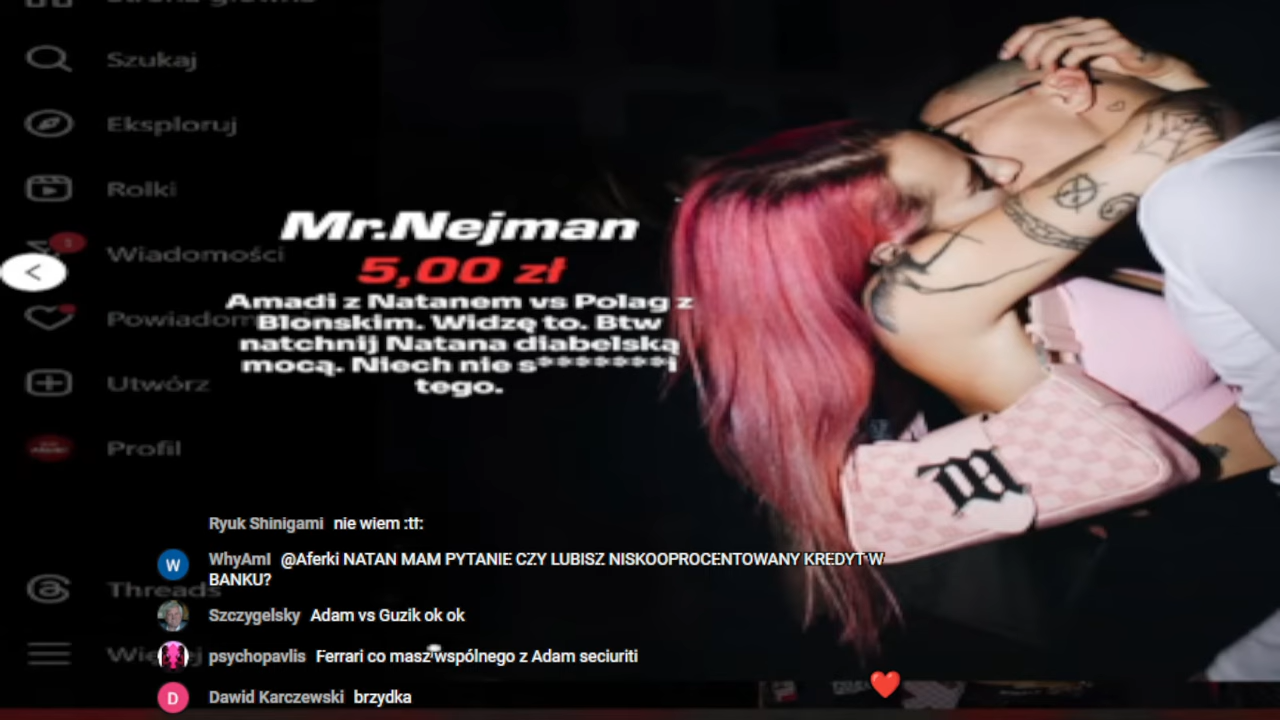 Strona główna
Szukaj
Eksploruj
Rolki
Wiadomości
Powiadom
Utwórz
Profil
Threads
Mr.Nejman
5,00 zł
Amadi z Natanem vs Polag z
Blonskim. Widzę to. Btw
natchnij Natana diabelską
mocą. Niech nie s*******i
tego.
Ryuk Shinigami nie wiem :tf:
W WhyAmI @Aferki NATAN MAM PYTANIE CZY LUBISZ NISKOOPROCENTOWANY KREDYT W
BANKU?
Szczygelsky Adam vs Guzik ok ok
psychopavlis Ferrari co masz wspólnego z Adam seciuriti
D Dawid Karczewski brzydka